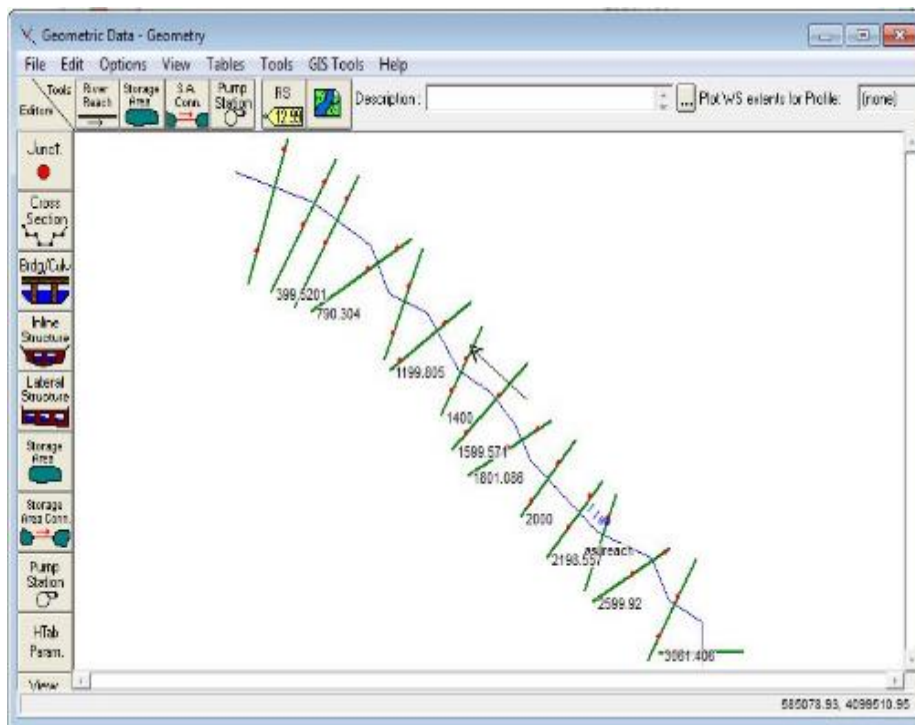 Geometric Data - Geometry
File Edit Options View Tables Tools GIS Tools Help
Tools
Editors
River
Reach
Storage
Area
S.A.
Conn.
Pump
Station
RS
Description :
...
Plot WS extents for Profile:
(none)
Junct.
Cross
Section
Brdg/Culv
Inline
Structure
Lateral
Structure
Storage
Area
Storage
Area Conn.
Pump
Station
HTab
Param.
View
399.5201
790.304
1199.805
1400
1599.571
1801.086
2000
2198.557
2599.92
585078.93, 4099510.95